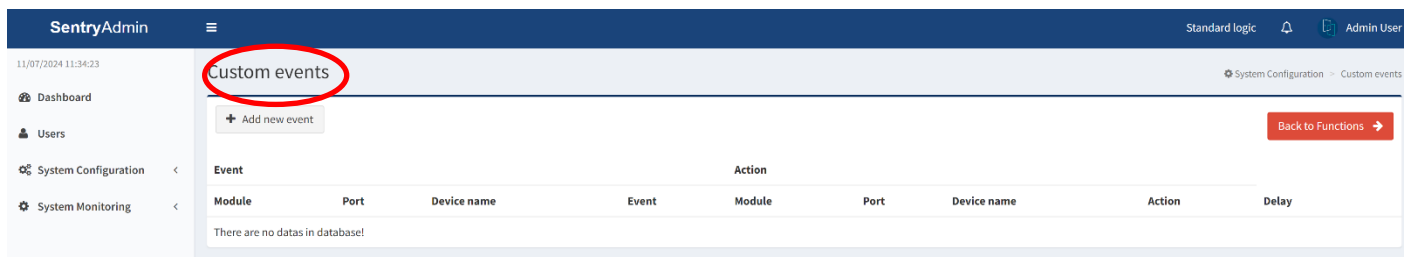 SentryAdmin Standard logic Admin User
11/07/2024 11:34:23
Custom events
System Configuration > Custom events
Dashboard
Users
System Configuration <
System Monitoring <
+ Add new event
Back to Functions →
Event Action
Module Port Device name Event Module Port Device name Action Delay
There are no datas in database!